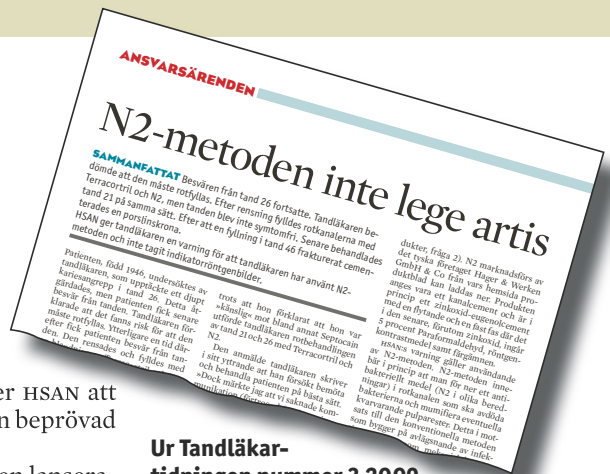 ANSVARSÄRENDEN
N2-metoden inte lege artis
SAMMANFATTAT Besvären från tand 26 fortsatte. Tandläkaren be-
dömde att den måste rotfyllas. Efter rensning fylldes rotkanalerna med
Terracortril och N2, men tanden blev inte symtomfri. Senare behandlades
tand 21 på samma sätt. Efter att en fyllning i tand 46 frakturerat cemen-
terades en porslinskrona.
HSAN ger tandläkaren en varning för att tandläkaren har använt N2-
metoden och inte tagit indikatorröntgenbilder.
Patienten, född 1946, undersöktes av
tandläkaren, som upptäckte ett djupt
kariesangrepp i tand 26. Detta åt-
gärdades, men patienten fick senare
besvär från tanden. Tandläkaren för-
klarade att det fanns risk för att den
måste rotfyllas. Ytterligare en tid där-
efter fick patienten besvär från tan-
den. Den rensades och fylldes med
trots att hon förklarat att hon var
»känslig« mot bland annat Septocain
utförde tandläkaren rotbehandlingen
av tand 21 och 26 med Terracortril och
N2.
Den anmälde tandläkaren skriver
i sitt yttrande att hon försökt bemöta
och behandla patienten på bästa sätt.
»Dock märkte jag att vi saknade kom-
munikation
dukter, fråga 2). N2 marknadsförs av
det tyska företaget Hager & Werken
GmbH & Co från vars hemsida pro-
duktblad kan laddas ner. Produkten
anges vara ett kanalcement och är i
princip ett zinkoxid-eugenolcement
med en flytande och en fast fas där det
i den senare, förutom zinkoxid, ingår
5 procent Paraformaldehyd, röntgen-
kontrastmedel samt färgämnen.
HSAN:s varning gäller användande
av N2-metoden. N2-metoden inne-
bär i princip att man för ner ett anti-
bakteriellt medel (N2 i olika bered-
ningar) i rotkanalen som ska avdöda
bakterierna och mumifiera eventuella
kvarvarande pulparester. Detta i mot-
sats till den konventionella metoden
som bygger på avlägsnande av infek-
er HSAN att
n beprövad
Ur Tandläkar-
tidningen nummer 2 2009